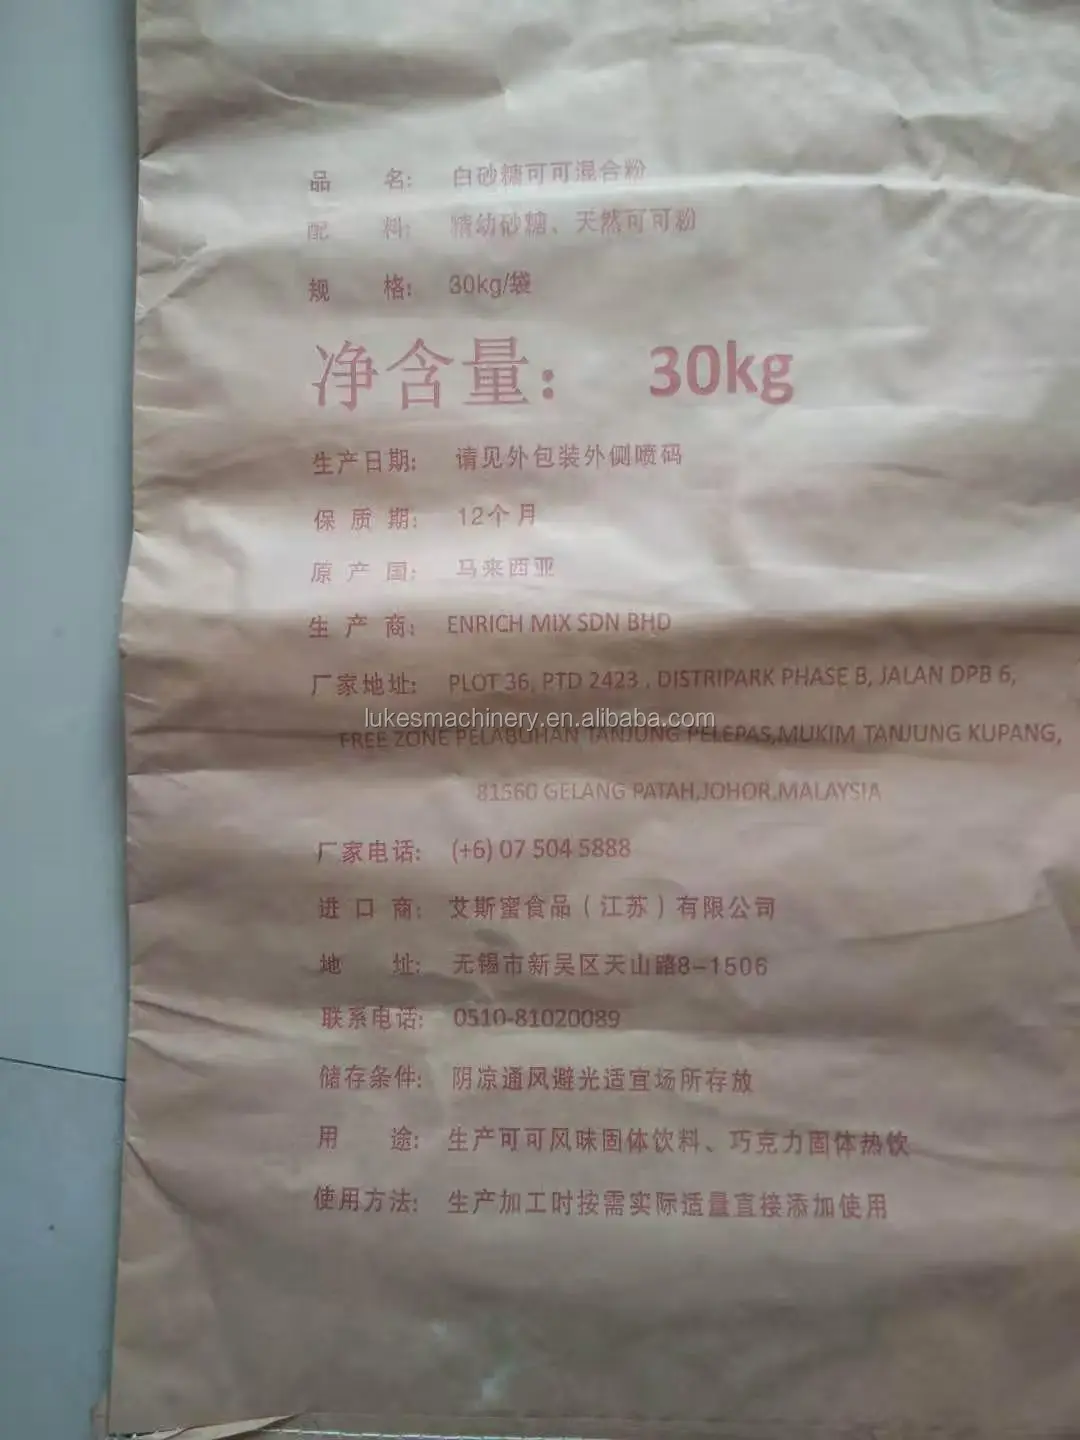 品 名: 白砂糖可可混合粉
配 料: 精幼砂糖、天然可可粉
规 格: 30kg/袋
净含量: 30kg
生产日期: 请见外包装外侧喷码
保 质 期: 12个月
原 产 国: 马来西亚
生 产 商: ENRICH MIX SDN BHD
厂家地址: PLOT 36, PTD 2423 , DISTRIPARK PHASE B, JALAN DPB 6,
lukesmachinery.en.alibaba.com
FREE ZONE PELABUHAN TANJUNG PELEPAS,MUKIM TANJUNG KUPANG,
81560 GELANG PATAH,JOHOR,MALAYSIA
厂家电话: (+6) 07 504 5888
进 口 商: 艾斯蜜食品（江苏）有限公司
地 址: 无锡市新吴区天山路8-1506
联系电话: 0510-81020089
储存条件: 阴凉通风避光适宜场所存放
用 途: 生产可可风味固体饮料、巧克力固体热饮
使用方法: 生产加工时按需实际适量直接添加使用